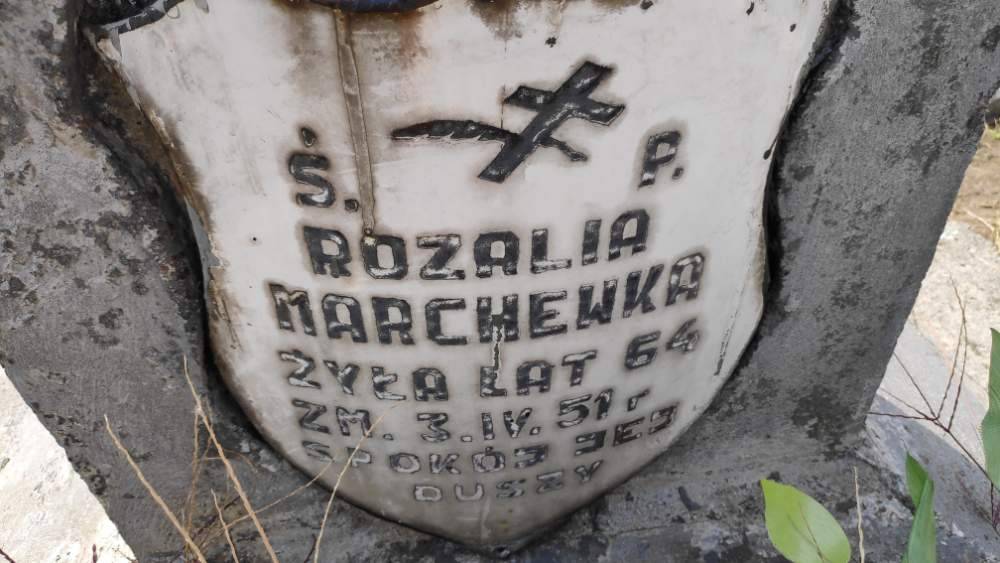 Ś. P.
ROZALIA
MARCHEWKA
ŻYŁA LAT 64
ZM. 3.IV.51 r
SPOKÓJ JEJ
DUSZY